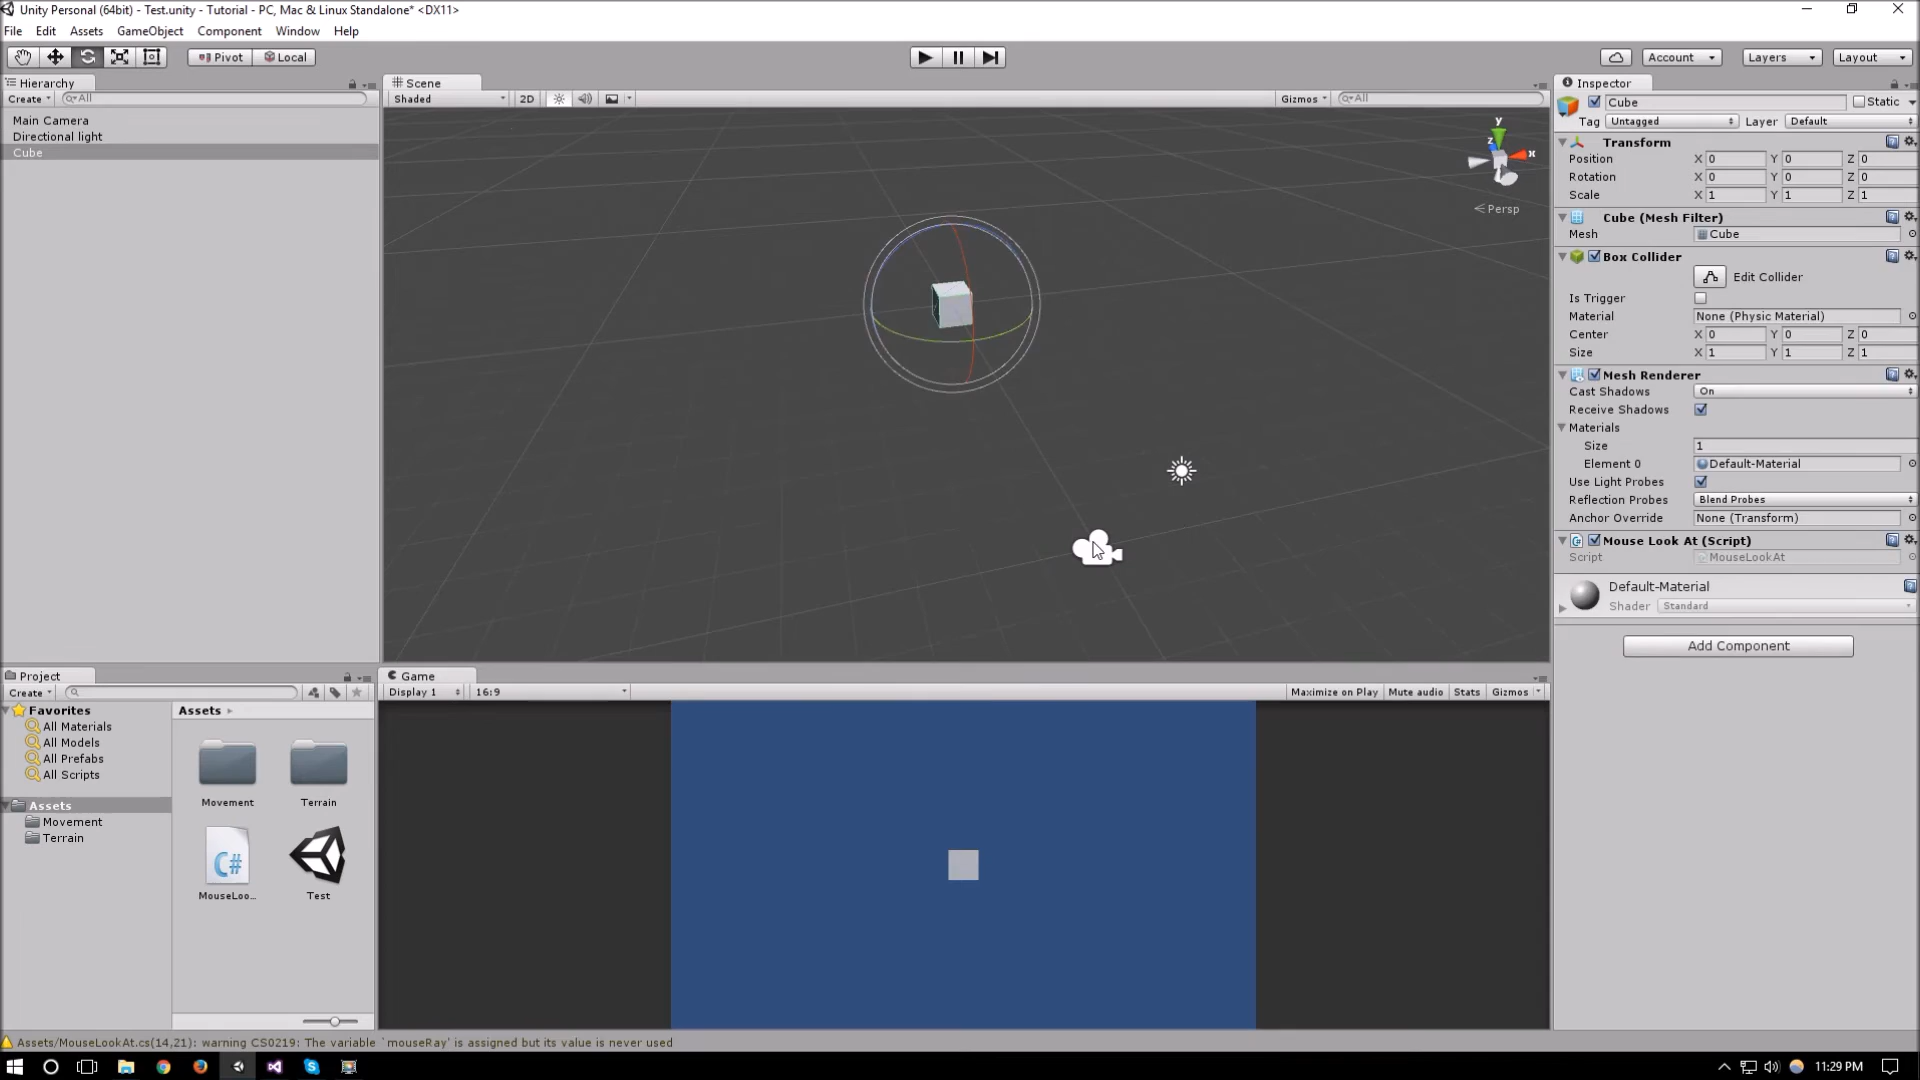 Unity Personal (64bit) - Test.unity - Tutorial - PC, Mac & Linux Standalone* <DX11>
File Edit Assets GameObject Component Window Help
Pivot Local Account Layers Layout
Hierarchy
Create All
Main Camera
Directional light
Cube
Scene
Shaded 2D Gizmos All
y
z
x
Persp
Inspector
Cube Static
Tag Untagged Layer Default
Transform
Position X 0 Y 0 Z 0
Rotation X 0 Y 0 Z 0
Scale X 1 Y 1 Z 1
Cube (Mesh Filter)
Mesh Cube
Box Collider
Edit Collider
Is Trigger
Material None (Physic Material)
Center X 0 Y 0 Z 0
Size X 1 Y 1 Z 1
Mesh Renderer
Cast Shadows On
Receive Shadows
Materials
Size 1
Element 0 Default-Material
Use Light Probes
Reflection Probes Blend Probes
Anchor Override None (Transform)
Mouse Look At (Script)
Script MouseLookAt
Default-Material
Shader Standard
Add Component
Project
Create
Favorites
All Materials
All Models
All Prefabs
All Scripts
Assets
Movement
Terrain
Assets
Movement Terrain
C#
MouseLoo... Test
Game
Display 1 16:9 Maximize on Play Mute audio Stats Gizmos
Assets/MouseLookAt.cs(14,21): warning CS0219: The variable `mouseRay' is assigned but its value is never used
11:29 PM